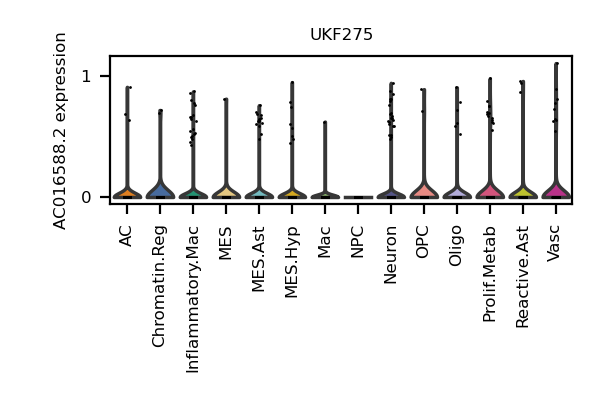 UKF275
AC016588.2 expression
1
0
AC
Chromatin.Reg
Inflammatory.Mac
MES
MES.Ast
MES.Hyp
Mac
NPC
Neuron
OPC
Oligo
Prolif.Metab
Reactive.Ast
Vasc